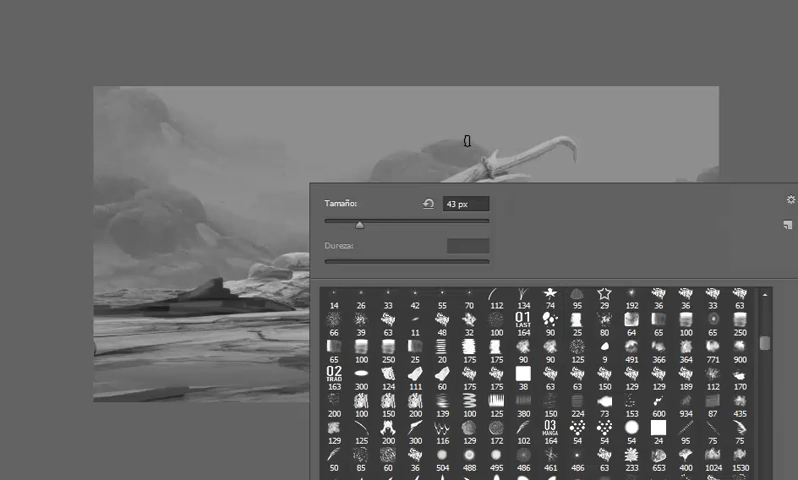 Tamaño: 43 px
Dureza:
14 26 33 42 55 70 112 134 74 95 29 192 36 36 33 63
01 LAST
66 39 63 11 48 32 100 164 90 25 80 64 65 100 65 250
65 100 250 25 20 175 175 90 90 125 9 491 366 364 771 900
02 TRAD
163 300 124 111 60 175 175 38 63 63 151 129 129 189 112 170
200 100 150 200 139 100 125 380 150 224 73 153 600 934 87 435
03 MANGA
129 125 200 300 116 129 172 102 164 54 54 54 24 95 75 75
50 85 60 36 504 488 495 486 461 486 63 233 653 400 1024 1530